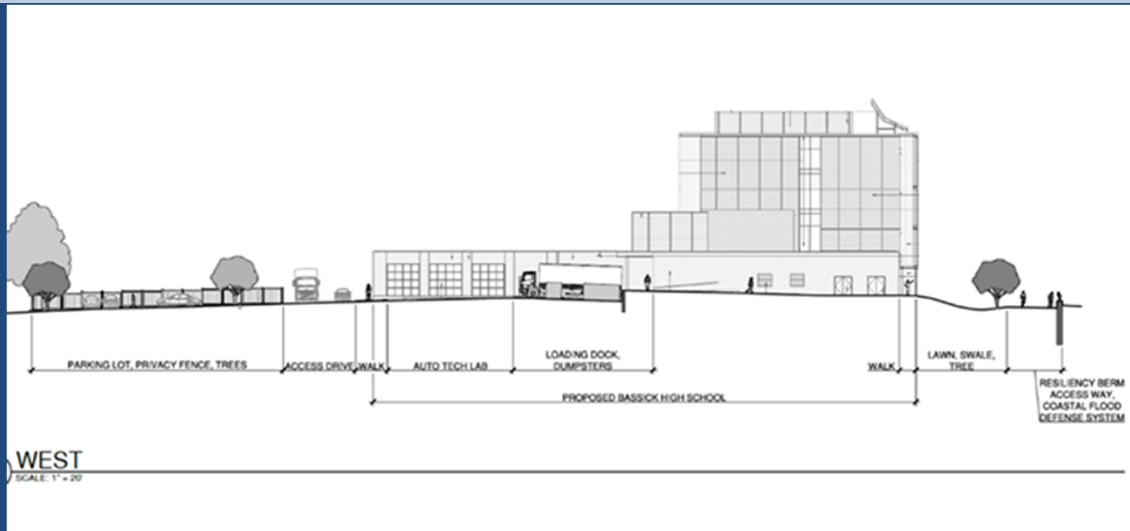 PARKING LOT, PRIVACY FENCE, TREES
ACCESS DRIVE
WALK
AUTO TECH LAB
LOADING DOCK,
DUMPSTERS
WALK
LAWN, SWALE,
TREE
RESILIENCY BERM
ACCESS WAY,
COASTAL FLOOD
DEFENSE SYSTEM
PROPOSED BASSICK HIGH SCHOOL
WEST
SCALE: 1" = 20'